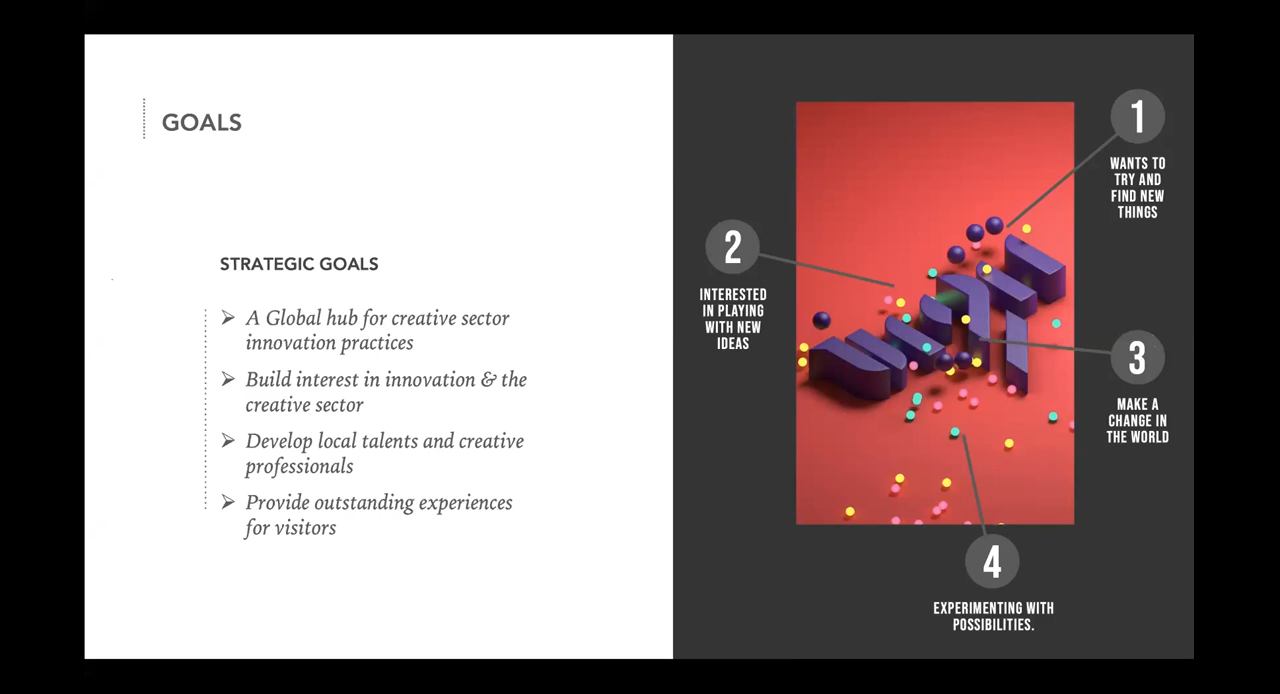 GOALS
STRATEGIC GOALS
➢ A Global hub for creative sector
innovation practices
➢ Build interest in innovation & the
creative sector
➢ Develop local talents and creative
professionals
➢ Provide outstanding experiences
for visitors
1
WANTS TO
TRY AND
FIND NEW
THINGS
2
INTERESTED
IN PLAYING
WITH NEW
IDEAS
3
MAKE A
CHANGE IN
THE WORLD
4
EXPERIMENTING WITH
POSSIBILITIES.